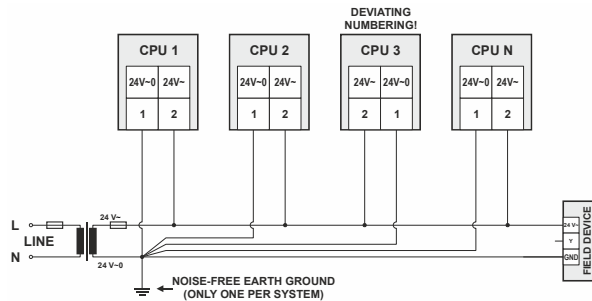 DEVIATING
NUMBERING!
CPU 1
CPU 2
CPU 3
CPU N
24V~0 24V~
24V~0 24V~
24V~0 24V~
24V~0 24V~
1 2
1 2
2 1
1 2
L
LINE
N
24 V~
24 V~0
24 V~
Y
GND
FIELD DEVICE
NOISE-FREE EARTH GROUND
(ONLY ONE PER SYSTEM)